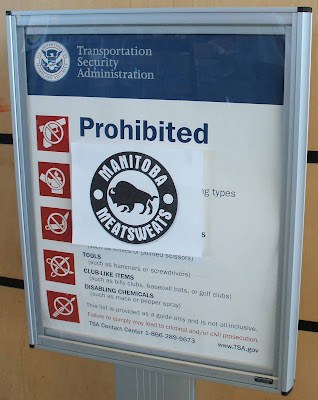 Transportation
Security
Administration
Prohibited
MANITOBA
MEATSWEATS
types
(such as knives or pointed scissors)
TOOLS
(such as hammers or screwdrivers)
CLUB-LIKE ITEMS
(such as billy clubs, baseball bats, or golf clubs)
DISABLING CHEMICALS
(such as mace or pepper spray)
This list is provided as a guide only and is not all-inclusive.
Failure to comply may lead to criminal and/or civil prosecution.
TSA Contact Center 1-866-289-9673
www.TSA.gov